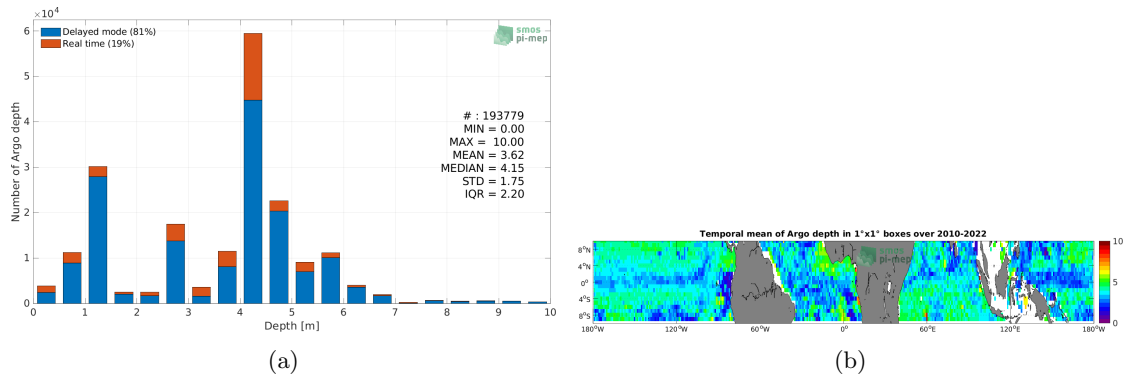 ×10⁴
6
5
4
3
2
1
0
Number of Argo depth
Delayed mode (81%)
Real time (19%)
smos
pi-mep
# : 193779
MIN = 0.00
MAX = 10.00
MEAN = 3.62
MEDIAN = 4.15
STD = 1.75
IQR = 2.20
0 1 2 3 4 5 6 7 8 9 10
Depth [m]
(a)
Temporal mean of Argo depth in 1°x1° boxes over 2010-2022
smos
pi-mep
8°N
4°N
0°
4°S
8°S
180°W 120°W 60°W 0° 60°E 120°E 180°W
10
5
0
(b)